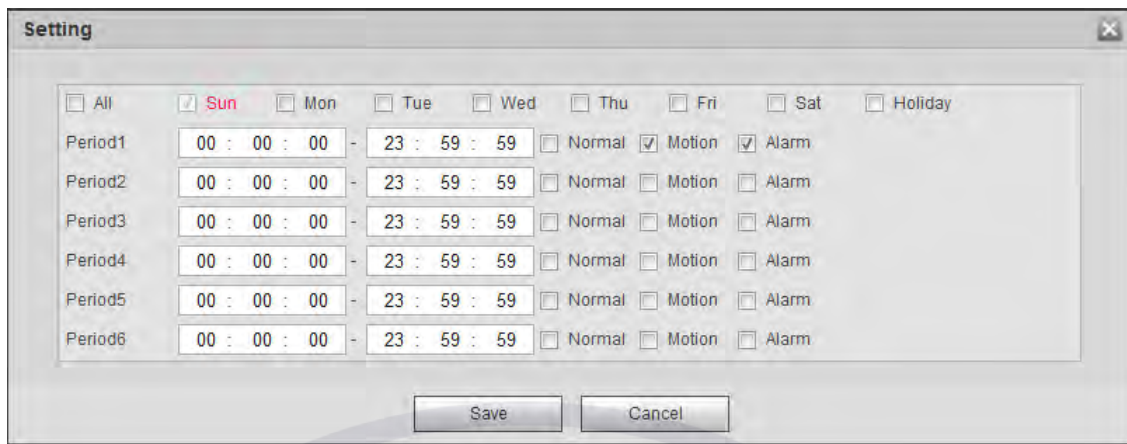 Setting
All Sun Mon Tue Wed Thu Fri Sat Holiday
Period1 00 : 00 : 00 - 23 : 59 : 59 Normal Motion Alarm
Period2 00 : 00 : 00 - 23 : 59 : 59 Normal Motion Alarm
Period3 00 : 00 : 00 - 23 : 59 : 59 Normal Motion Alarm
Period4 00 : 00 : 00 - 23 : 59 : 59 Normal Motion Alarm
Period5 00 : 00 : 00 - 23 : 59 : 59 Normal Motion Alarm
Period6 00 : 00 : 00 - 23 : 59 : 59 Normal Motion Alarm
Save Cancel